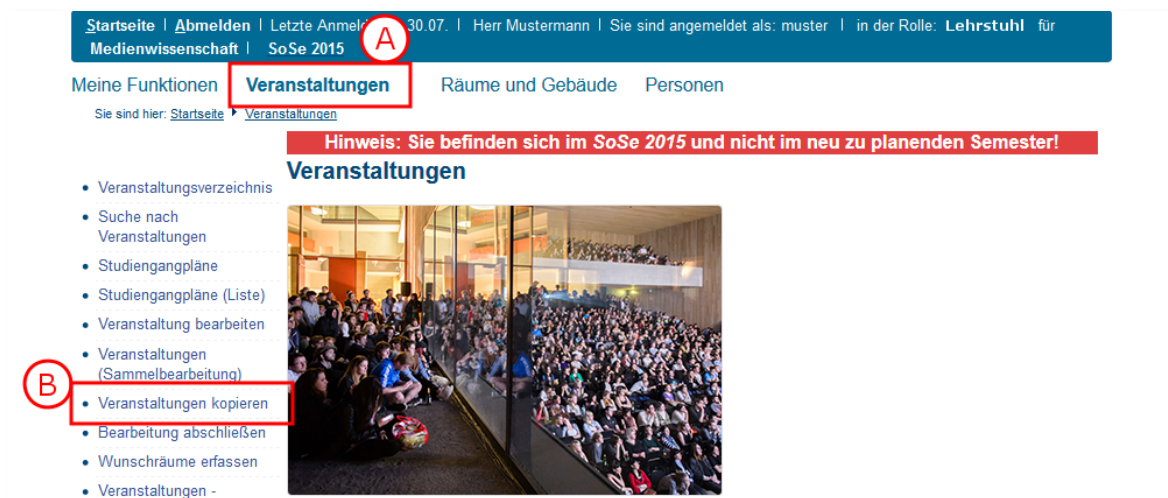 Startseite | Abmelden | Letzte Anmel 30.07. | Herr Mustermann | Sie sind angemeldet als: muster | in der Rolle: Lehrstuhl für
Medienwissenschaft | SoSe 2015
A
Meine Funktionen Veranstaltungen Räume und Gebäude Personen
Sie sind hier: Startseite Veranstaltungen
Hinweis: Sie befinden sich im SoSe 2015 und nicht im neu zu planenden Semester!
Veranstaltungen
• Veranstaltungsverzeichnis
• Suche nach
Veranstaltungen
• Studiengangpläne
• Studiengangpläne (Liste)
• Veranstaltung bearbeiten
• Veranstaltungen
(Sammelbearbeitung)
B
• Veranstaltungen kopieren
• Bearbeitung abschließen
• Wunschräume erfassen
• Veranstaltungen -